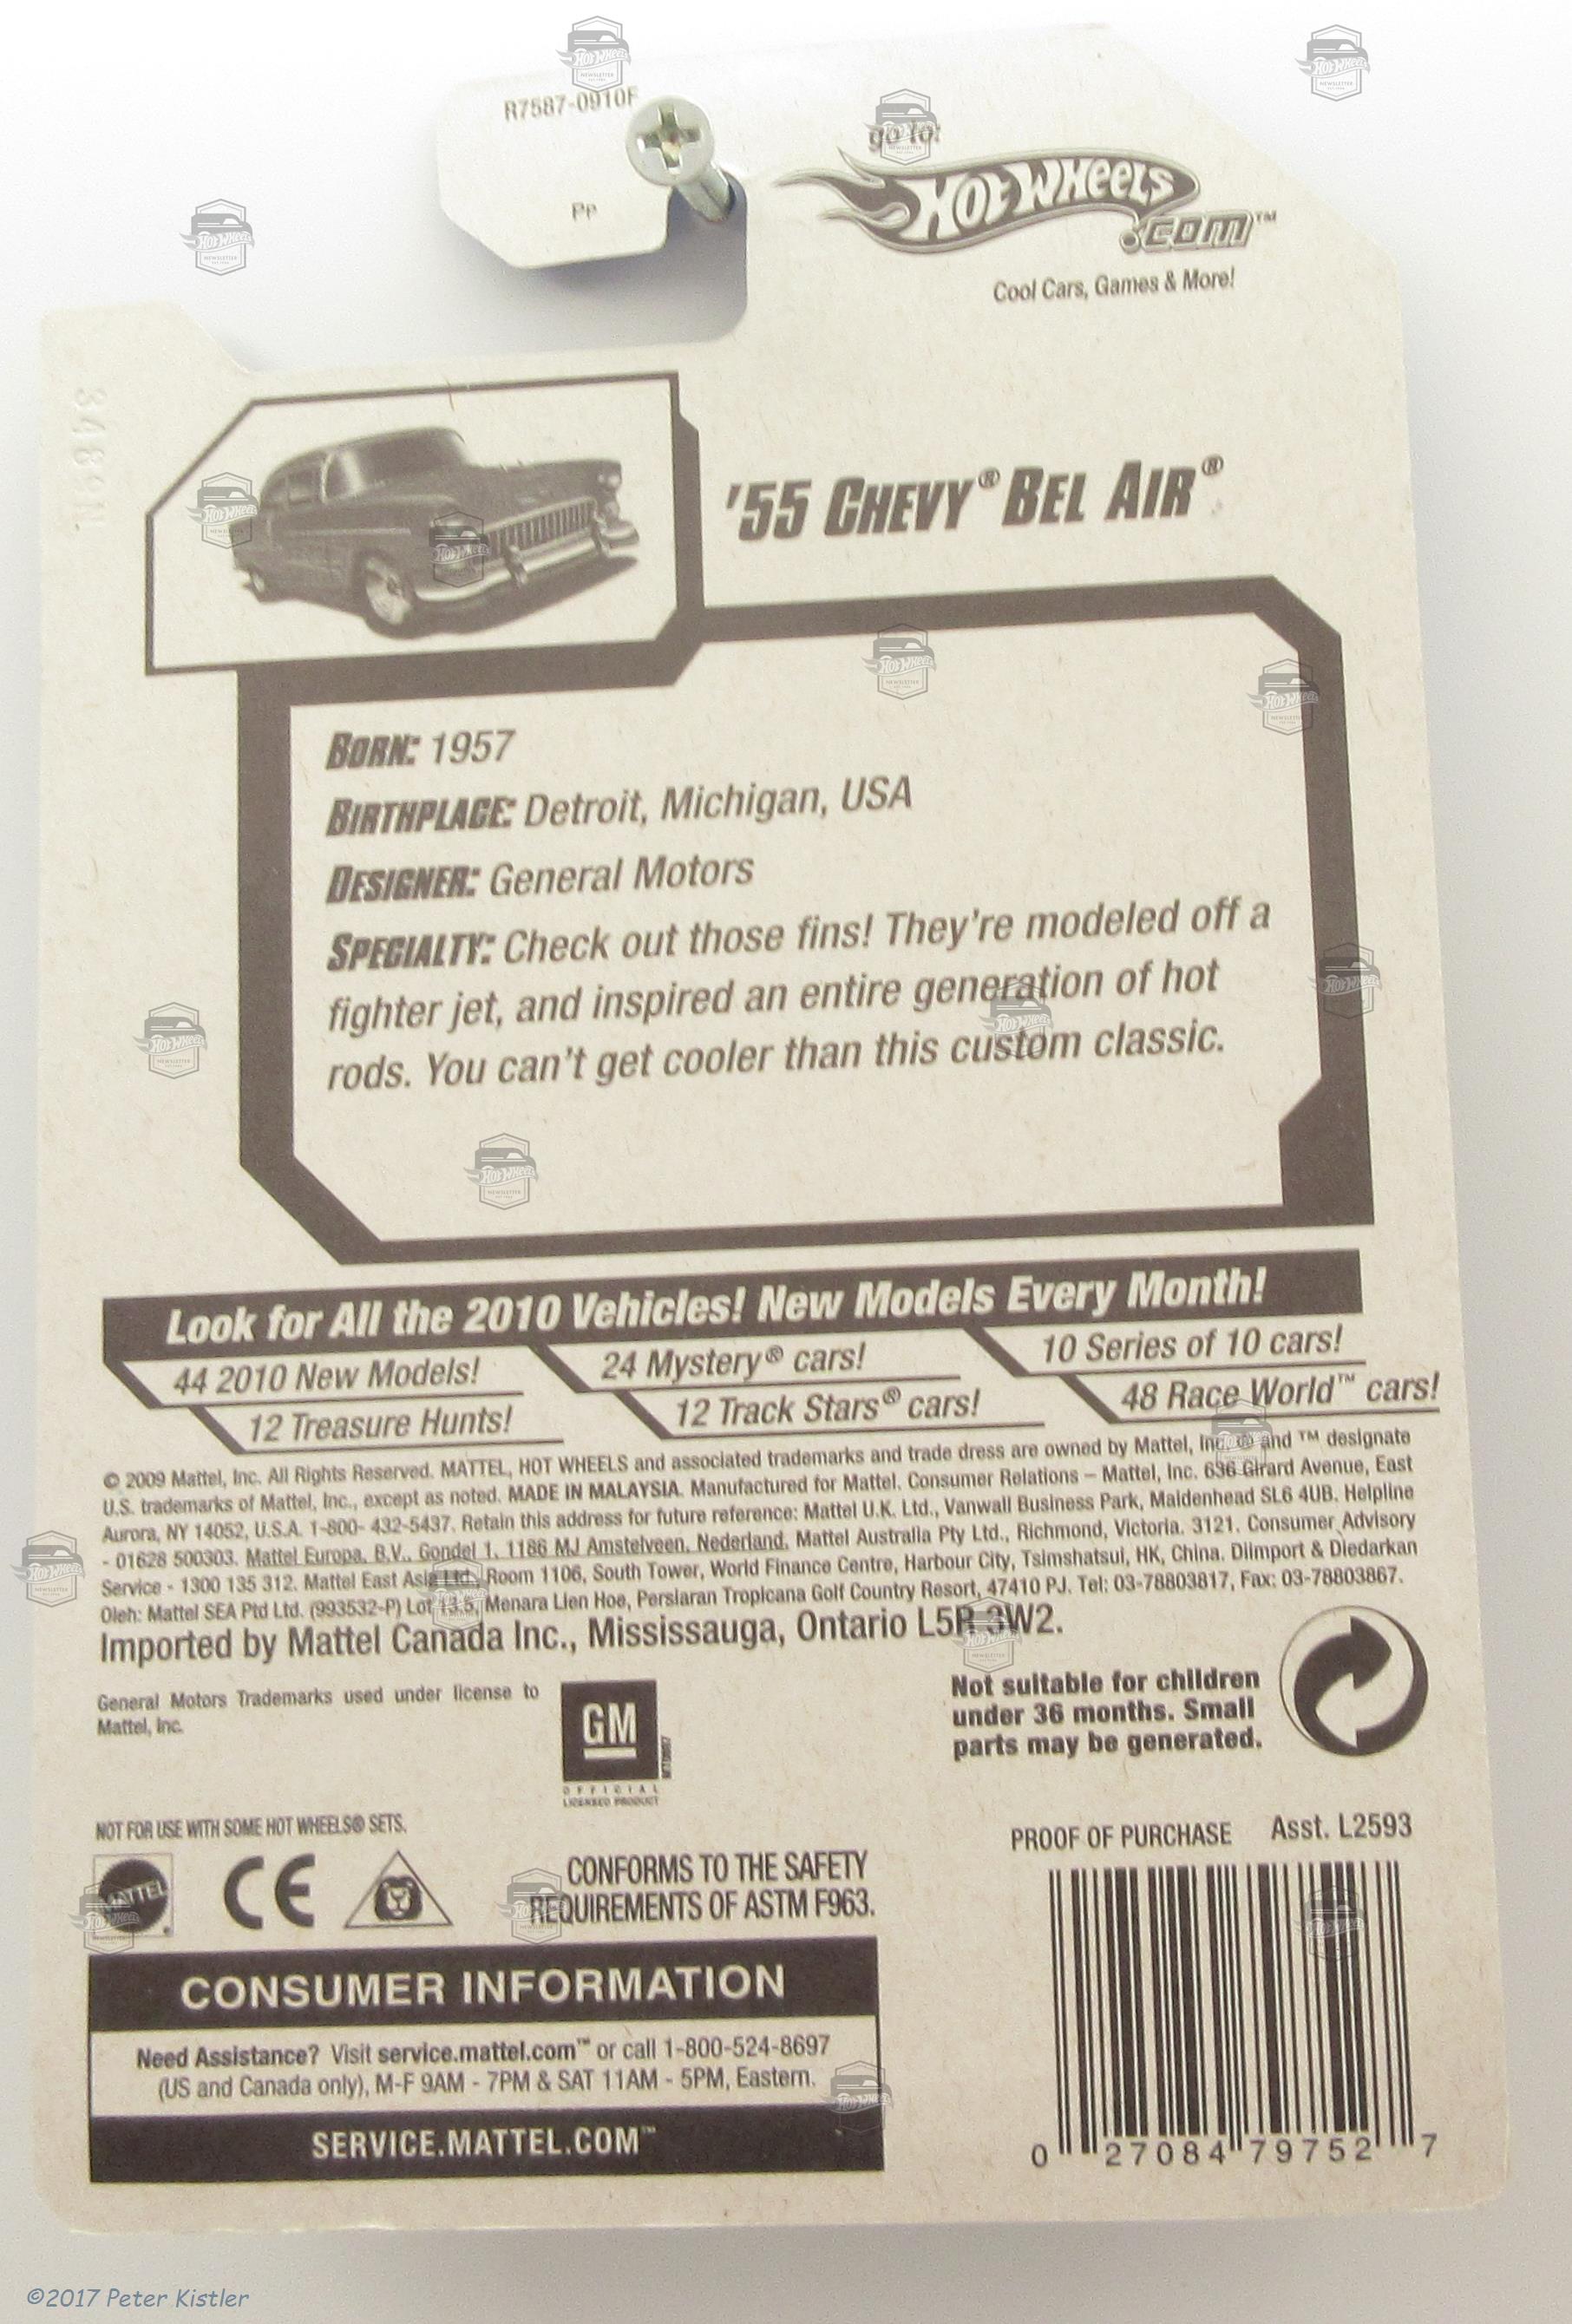 R7587-0910F
PP
go to:
Hot Wheels
.com™
Cool Cars, Games & More!
3489N
'55 Chevy® Bel Air®
Born: 1957
Birthplace: Detroit, Michigan, USA
Designer: General Motors
Specialty: Check out those fins! They're modeled off a
fighter jet, and inspired an entire generation of hot
rods. You can't get cooler than this custom classic.
Look for All the 2010 Vehicles! New Models Every Month!
44 2010 New Models!
24 Mystery® cars!
10 Series of 10 cars!
12 Treasure Hunts!
12 Track Stars® cars!
48 Race World™ cars!
© 2009 Mattel, Inc. All Rights Reserved. MATTEL, HOT WHEELS and associated trademarks and trade dress are owned by Mattel, Inc. ® and ™ designate
U.S. trademarks of Mattel, Inc., except as noted. MADE IN MALAYSIA. Manufactured for Mattel. Consumer Relations – Mattel, Inc. 636 Girard Avenue, East
Aurora, NY 14052, U.S.A. 1-800- 432-5437. Retain this address for future reference: Mattel U.K. Ltd., Vanwall Business Park, Maidenhead SL6 4UB. Helpline
- 01628 500303. Mattel Europa, B.V., Gondel 1, 1186 MJ Amstelveen, Nederland. Mattel Australia Pty Ltd., Richmond, Victoria. 3121. Consumer Advisory
Service - 1300 135 312. Mattel East Asia Ltd., Room 1106, South Tower, World Finance Centre, Harbour City, Tsimshatsui, HK, China. Diimport & Diedarkan
Oleh: Mattel SEA Ptd Ltd. (993532-P) Lot 13.5, Menara Lien Hoe, Persiaran Tropicana Golf Country Resort, 47410 PJ. Tel: 03-78803817, Fax: 03-78803867.
Imported by Mattel Canada Inc., Mississauga, Ontario L5R 3W2.
General Motors Trademarks used under license to
Mattel, Inc.
GM
OFFICIAL
LICENSED PRODUCT
Not suitable for children
under 36 months. Small
parts may be generated.
NOT FOR USE WITH SOME HOT WHEELS® SETS.
MATTEL
CE
CONFORMS TO THE SAFETY
REQUIREMENTS OF ASTM F963.
PROOF OF PURCHASE Asst. L2593
CONSUMER INFORMATION
Need Assistance? Visit service.mattel.com™ or call 1-800-524-8697
(US and Canada only), M-F 9AM - 7PM & SAT 11AM - 5PM, Eastern.
SERVICE.MATTEL.COM™
0 27084 79752 7
©2017 Peter Kistler